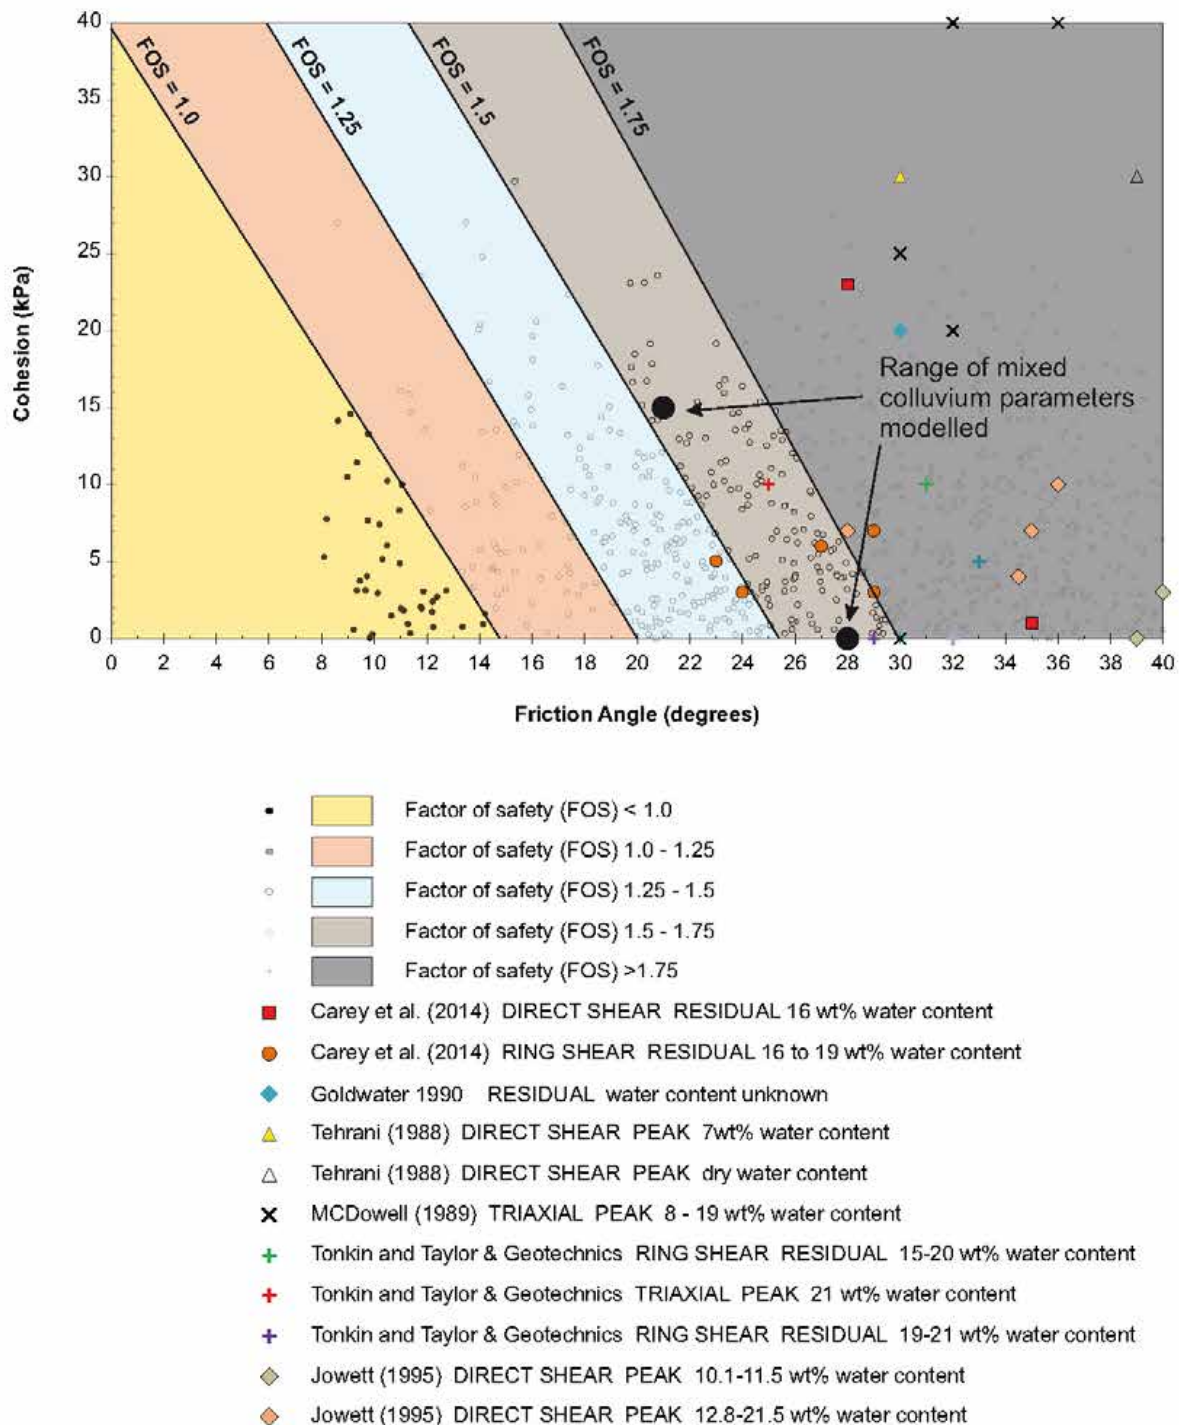 40
35
30
25
20
15
10
5
0
Cohesion (kPa)
FOS = 1.0
FOS = 1.25
FOS = 1.5
FOS = 1.75
Range of mixed
colluvium parameters
modelled
0 2 4 6 8 10 12 14 16 18 20 22 24 26 28 30 32 34 36 38 40
Friction Angle (degrees)
Factor of safety (FOS) < 1.0
Factor of safety (FOS) 1.0 - 1.25
Factor of safety (FOS) 1.25 - 1.5
Factor of safety (FOS) 1.5 - 1.75
Factor of safety (FOS) >1.75
Carey et al. (2014) DIRECT SHEAR RESIDUAL 16 wt% water content
Carey et al. (2014) RING SHEAR RESIDUAL 16 to 19 wt% water content
Goldwater 1990 RESIDUAL water content unknown
Tehrani (1988) DIRECT SHEAR PEAK 7wt% water content
Tehrani (1988) DIRECT SHEAR PEAK dry water content
MCDowell (1989) TRIAXIAL PEAK 8 - 19 wt% water content
Tonkin and Taylor & Geotechnics RING SHEAR RESIDUAL 15-20 wt% water content
Tonkin and Taylor & Geotechnics TRIAXIAL PEAK 21 wt% water content
Tonkin and Taylor & Geotechnics RING SHEAR RESIDUAL 19-21 wt% water content
Jowett (1995) DIRECT SHEAR PEAK 10.1-11.5 wt% water content
Jowett (1995) DIRECT SHEAR PEAK 12.8-21.5 wt% water content